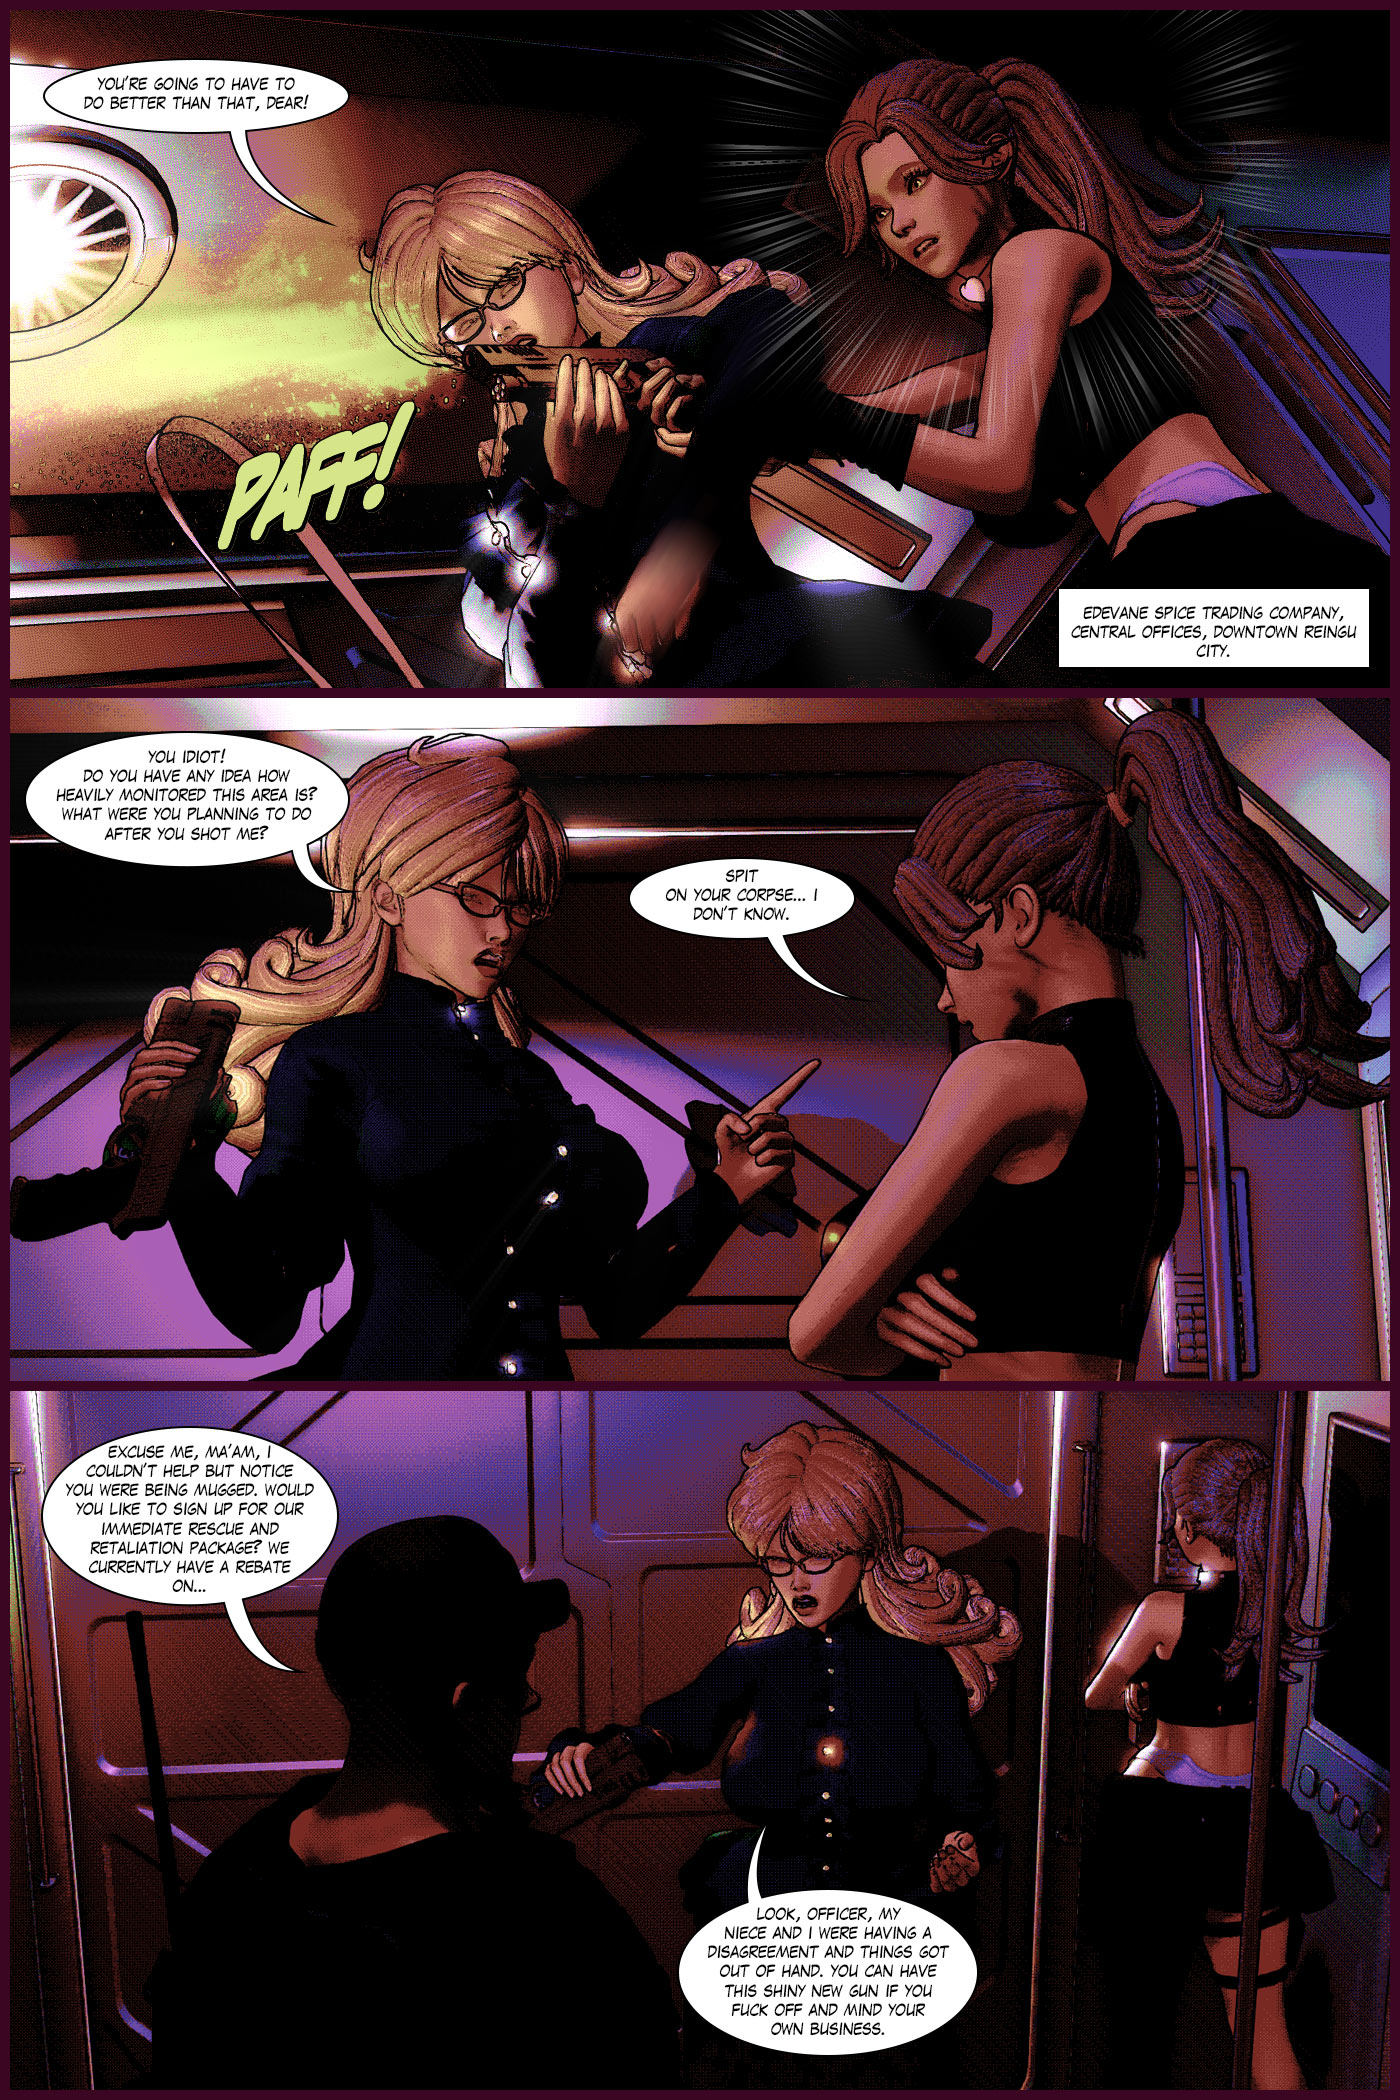 YOU'RE GOING TO HAVE TO
DO BETTER THAN THAT, DEAR!
PAFF!
EDEVANE SPICE TRADING COMPANY,
CENTRAL OFFICES, DOWNTOWN REINGU
CITY.
YOU IDIOT!
DO YOU HAVE ANY IDEA HOW
HEAVILY MONITORED THIS AREA IS?
WHAT WERE YOU PLANNING TO DO
AFTER YOU SHOT ME?
SPIT
ON YOUR CORPSE... I
DON'T KNOW.
EXCUSE ME, MA'AM, I
COULDN'T HELP BUT NOTICE
YOU WERE BEING MUGGED. WOULD
YOU LIKE TO SIGN UP FOR OUR
IMMEDIATE RESCUE AND
RETALIATION PACKAGE? WE
CURRENTLY HAVE A REBATE
ON...
LOOK, OFFICER, MY
NIECE AND I WERE HAVING A
DISAGREEMENT AND THINGS GOT
OUT OF HAND. YOU CAN HAVE
THIS SHINY NEW GUN IF YOU
FUCK OFF AND MIND YOUR
OWN BUSINESS.